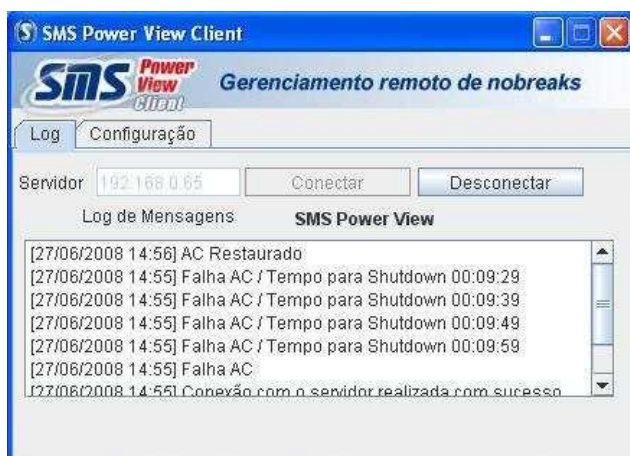 SMS Power View Client
SMS Power View Client Gerenciamento remoto de nobreaks
Log Configuração
Servidor 192.168.0.65 Conectar Desconectar
Log de Mensagens SMS Power View
[27/06/2008 14:56] AC Restaurado
[27/06/2008 14:55] Falha AC / Tempo para Shutdown 00:09:29
[27/06/2008 14:55] Falha AC / Tempo para Shutdown 00:09:39
[27/06/2008 14:55] Falha AC / Tempo para Shutdown 00:09:49
[27/06/2008 14:55] Falha AC / Tempo para Shutdown 00:09:59
[27/06/2008 14:55] Falha AC
[27/06/2008 14:55] Conexão com o servidor realizada com sucesso